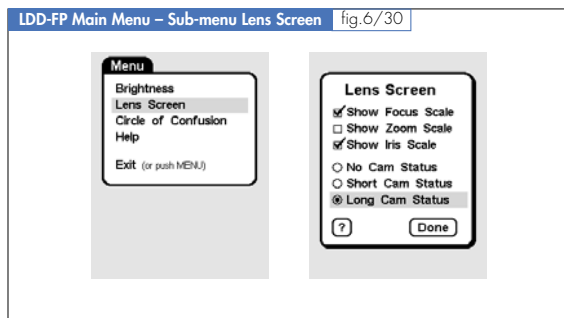 LDD-FP Main Menu – Sub-menu Lens Screen fig.6/30
Menu
Brightness
Lens Screen
Circle of Confusion
Help
Exit (or push MENU)
Lens Screen
Show Focus Scale
Show Zoom Scale
Show Iris Scale
No Cam Status
Short Cam Status
Long Cam Status
? Done